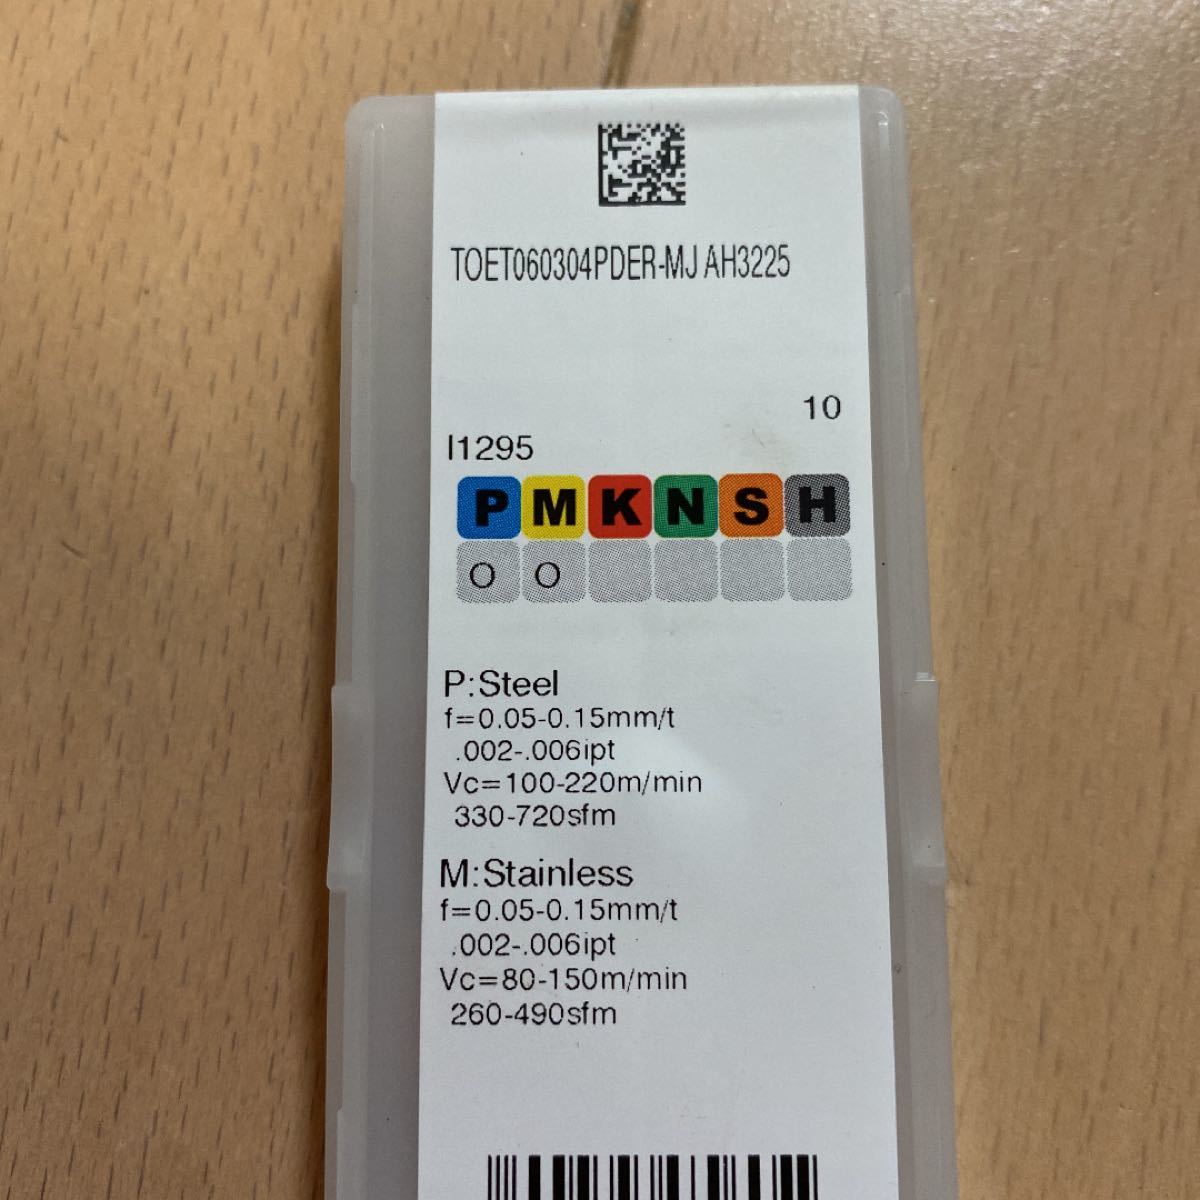 TOET060304PDER-MJ AH3225
10
I1295
P M K N S H
O O
P:Steel
f=0.05-0.15mm/t
.002-.006ipt
Vc=100-220m/min
330-720sfm
M:Stainless
f=0.05-0.15mm/t
.002-.006ipt
Vc=80-150m/min
260-490sfm